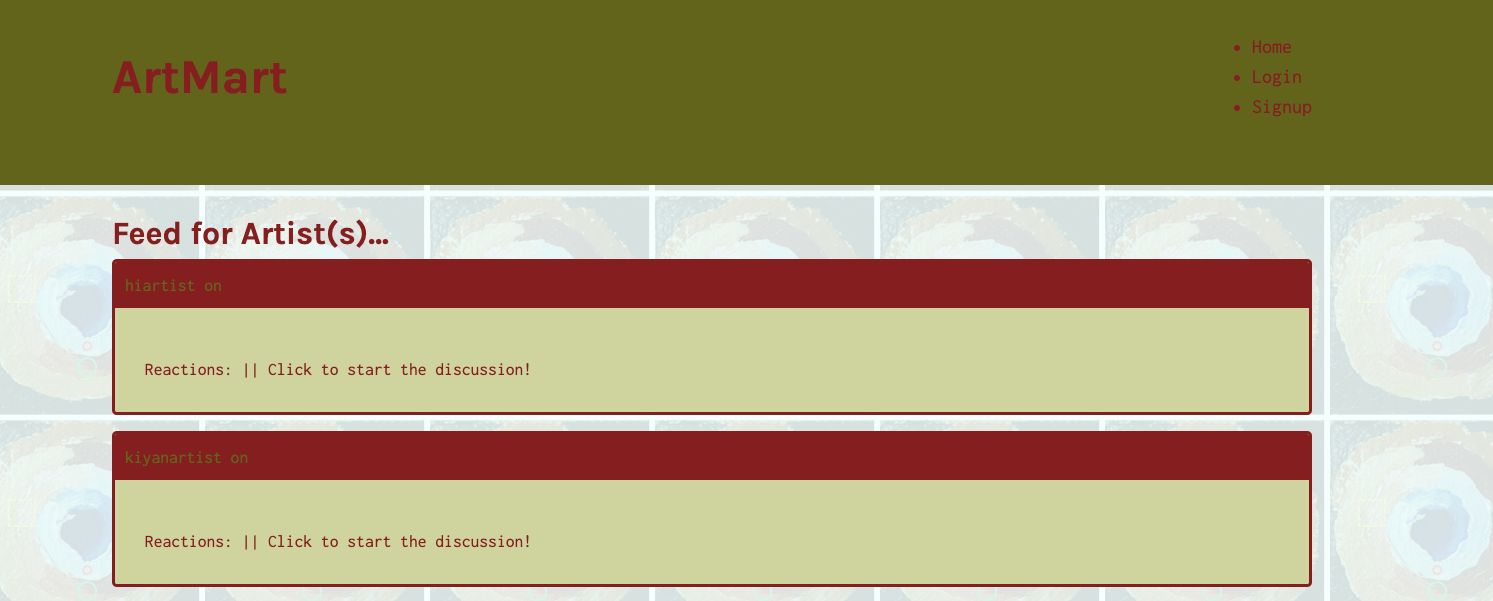 ArtMart
Home
Login
Signup
Feed for Artist(s)...
hiartist on
Reactions: || Click to start the discussion!
kiyanartist on
Reactions: || Click to start the discussion!